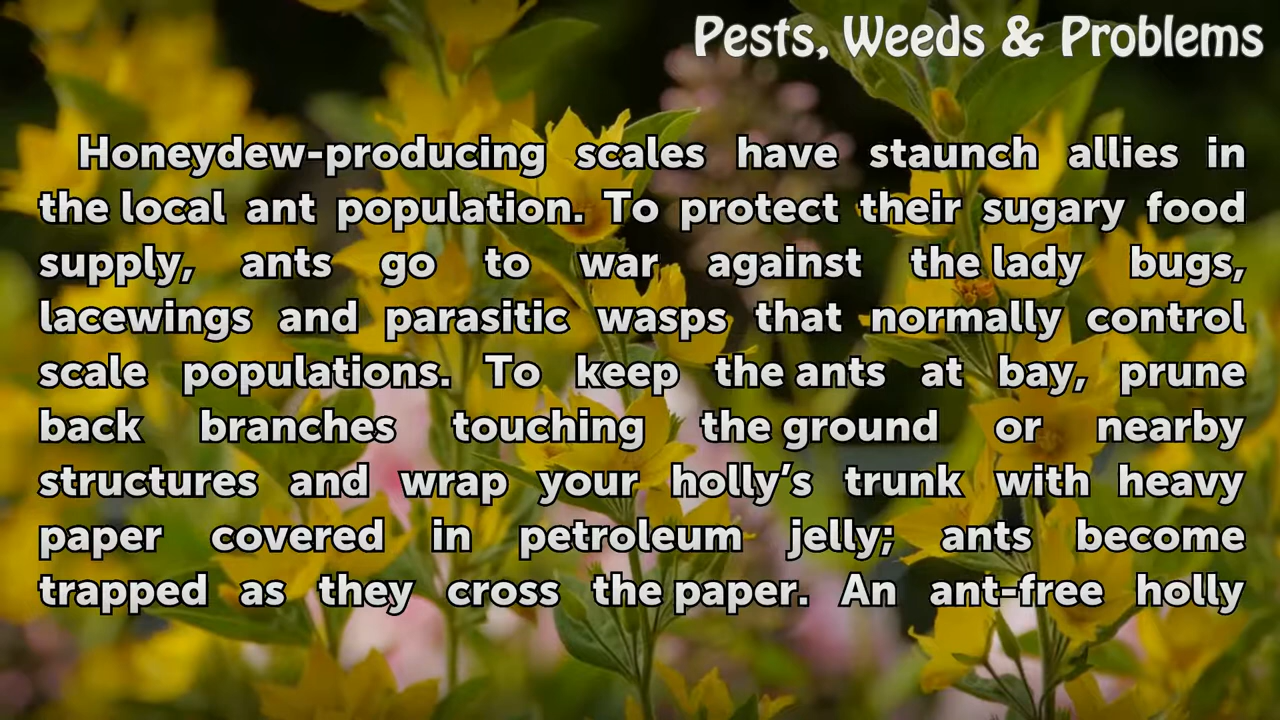 Pests, Weeds & Problems
Honeydew-producing scales have staunch allies in
the local ant population. To protect their sugary food
supply, ants go to war against the lady bugs,
lacewings and parasitic wasps that normally control
scale populations. To keep the ants at bay, prune
back branches touching the ground or nearby
structures and wrap your holly’s trunk with heavy
paper covered in petroleum jelly; ants become
trapped as they cross the paper. An ant-free holly